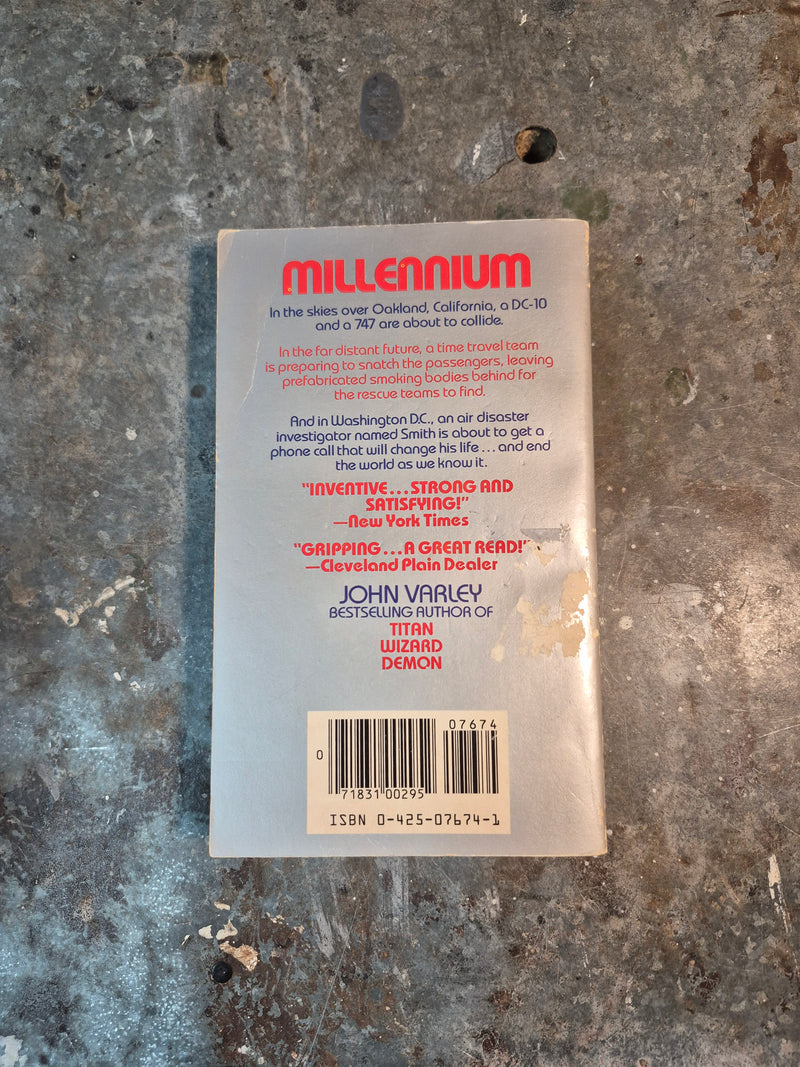 MILLENNIUM
In the skies over Oakland, California, a DC-10
and a 747 are about to collide.
In the far distant future, a time travel team
is preparing to snatch the passengers, leaving
prefabricated smoking bodies behind for
the rescue teams to find.
And in Washington D.C., an air disaster
investigator named Smith is about to get a
phone call that will change his life...and end
the world as we know it.
"INVENTIVE...STRONG AND
SATISFYING!"
—New York Times
"GRIPPING...A GREAT READ!"
—Cleveland Plain Dealer
JOHN VARLEY
BESTSELLING AUTHOR OF
TITAN
WIZARD
DEMON
07674
0
71831 00295
ISBN 0-425-07674-1